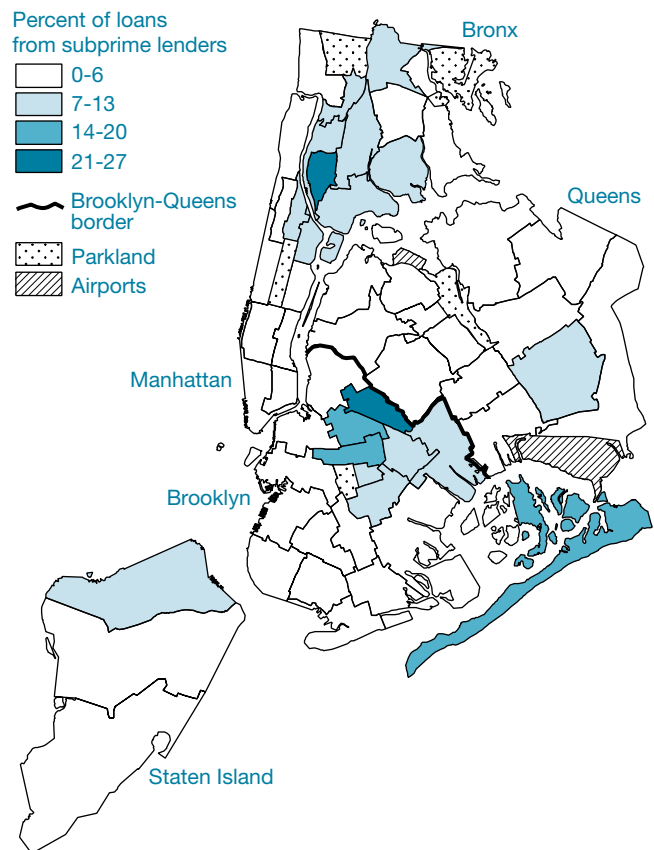 Percent of loans
from subprime lenders
0-6
7-13
14-20
21-27
Brooklyn-Queens
border
Parkland
Airports
Bronx
Queens
Manhattan
Brooklyn
Staten Island